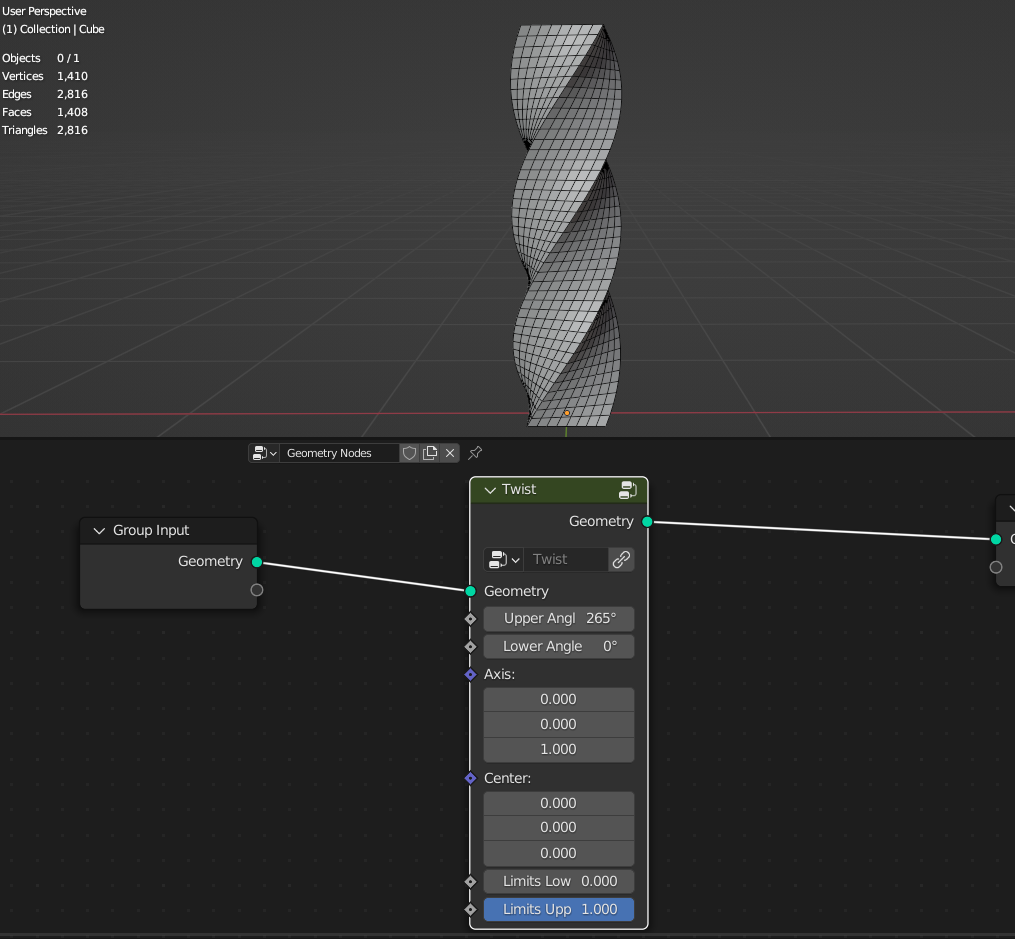 User Perspective
(1) Collection | Cube
Objects 0 / 1
Vertices 1,410
Edges 2,816
Faces 1,408
Triangles 2,816
Geometry Nodes
Twist
Group Input
Geometry
Geometry
Twist
Geometry
Upper Angl 265°
Lower Angle 0°
Axis:
0.000
0.000
1.000
Center:
0.000
0.000
0.000
Limits Low 0.000
Limits Upp 1.000